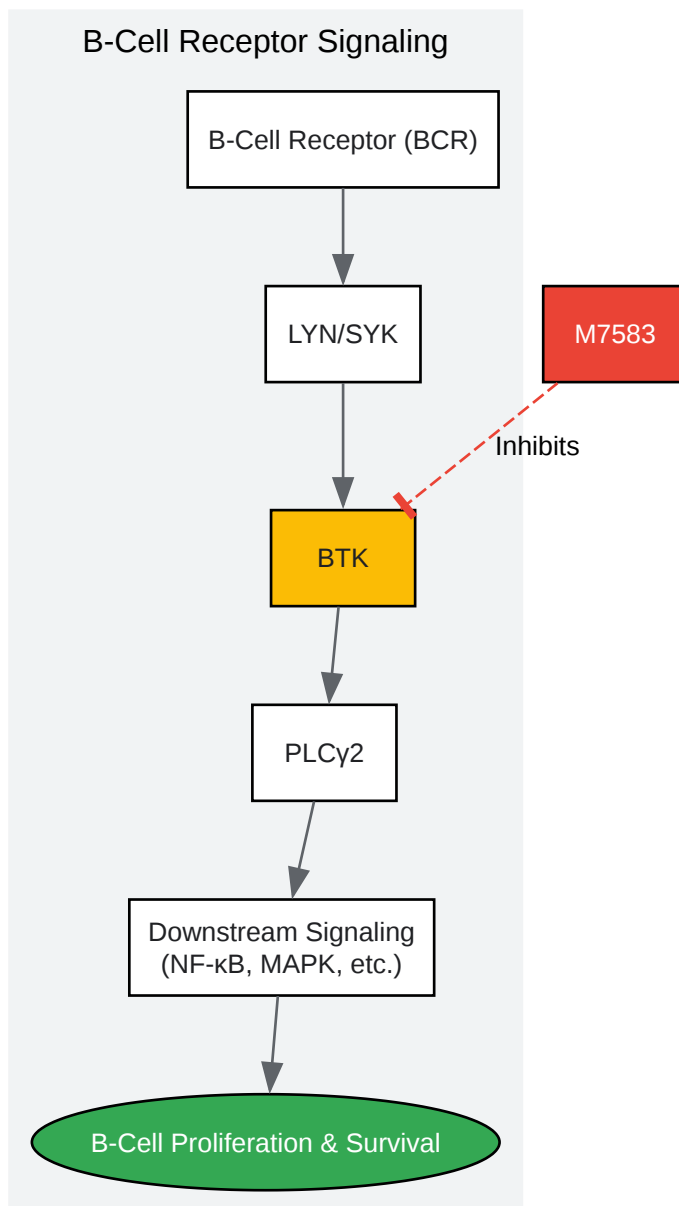 B-Cell Receptor Signaling
B-Cell Receptor (BCR)
LYN/SYK
M7583
Inhibits
BTK
PLCγ2
Downstream Signaling
(NF-κB, MAPK, etc.)
B-Cell Proliferation & Survival